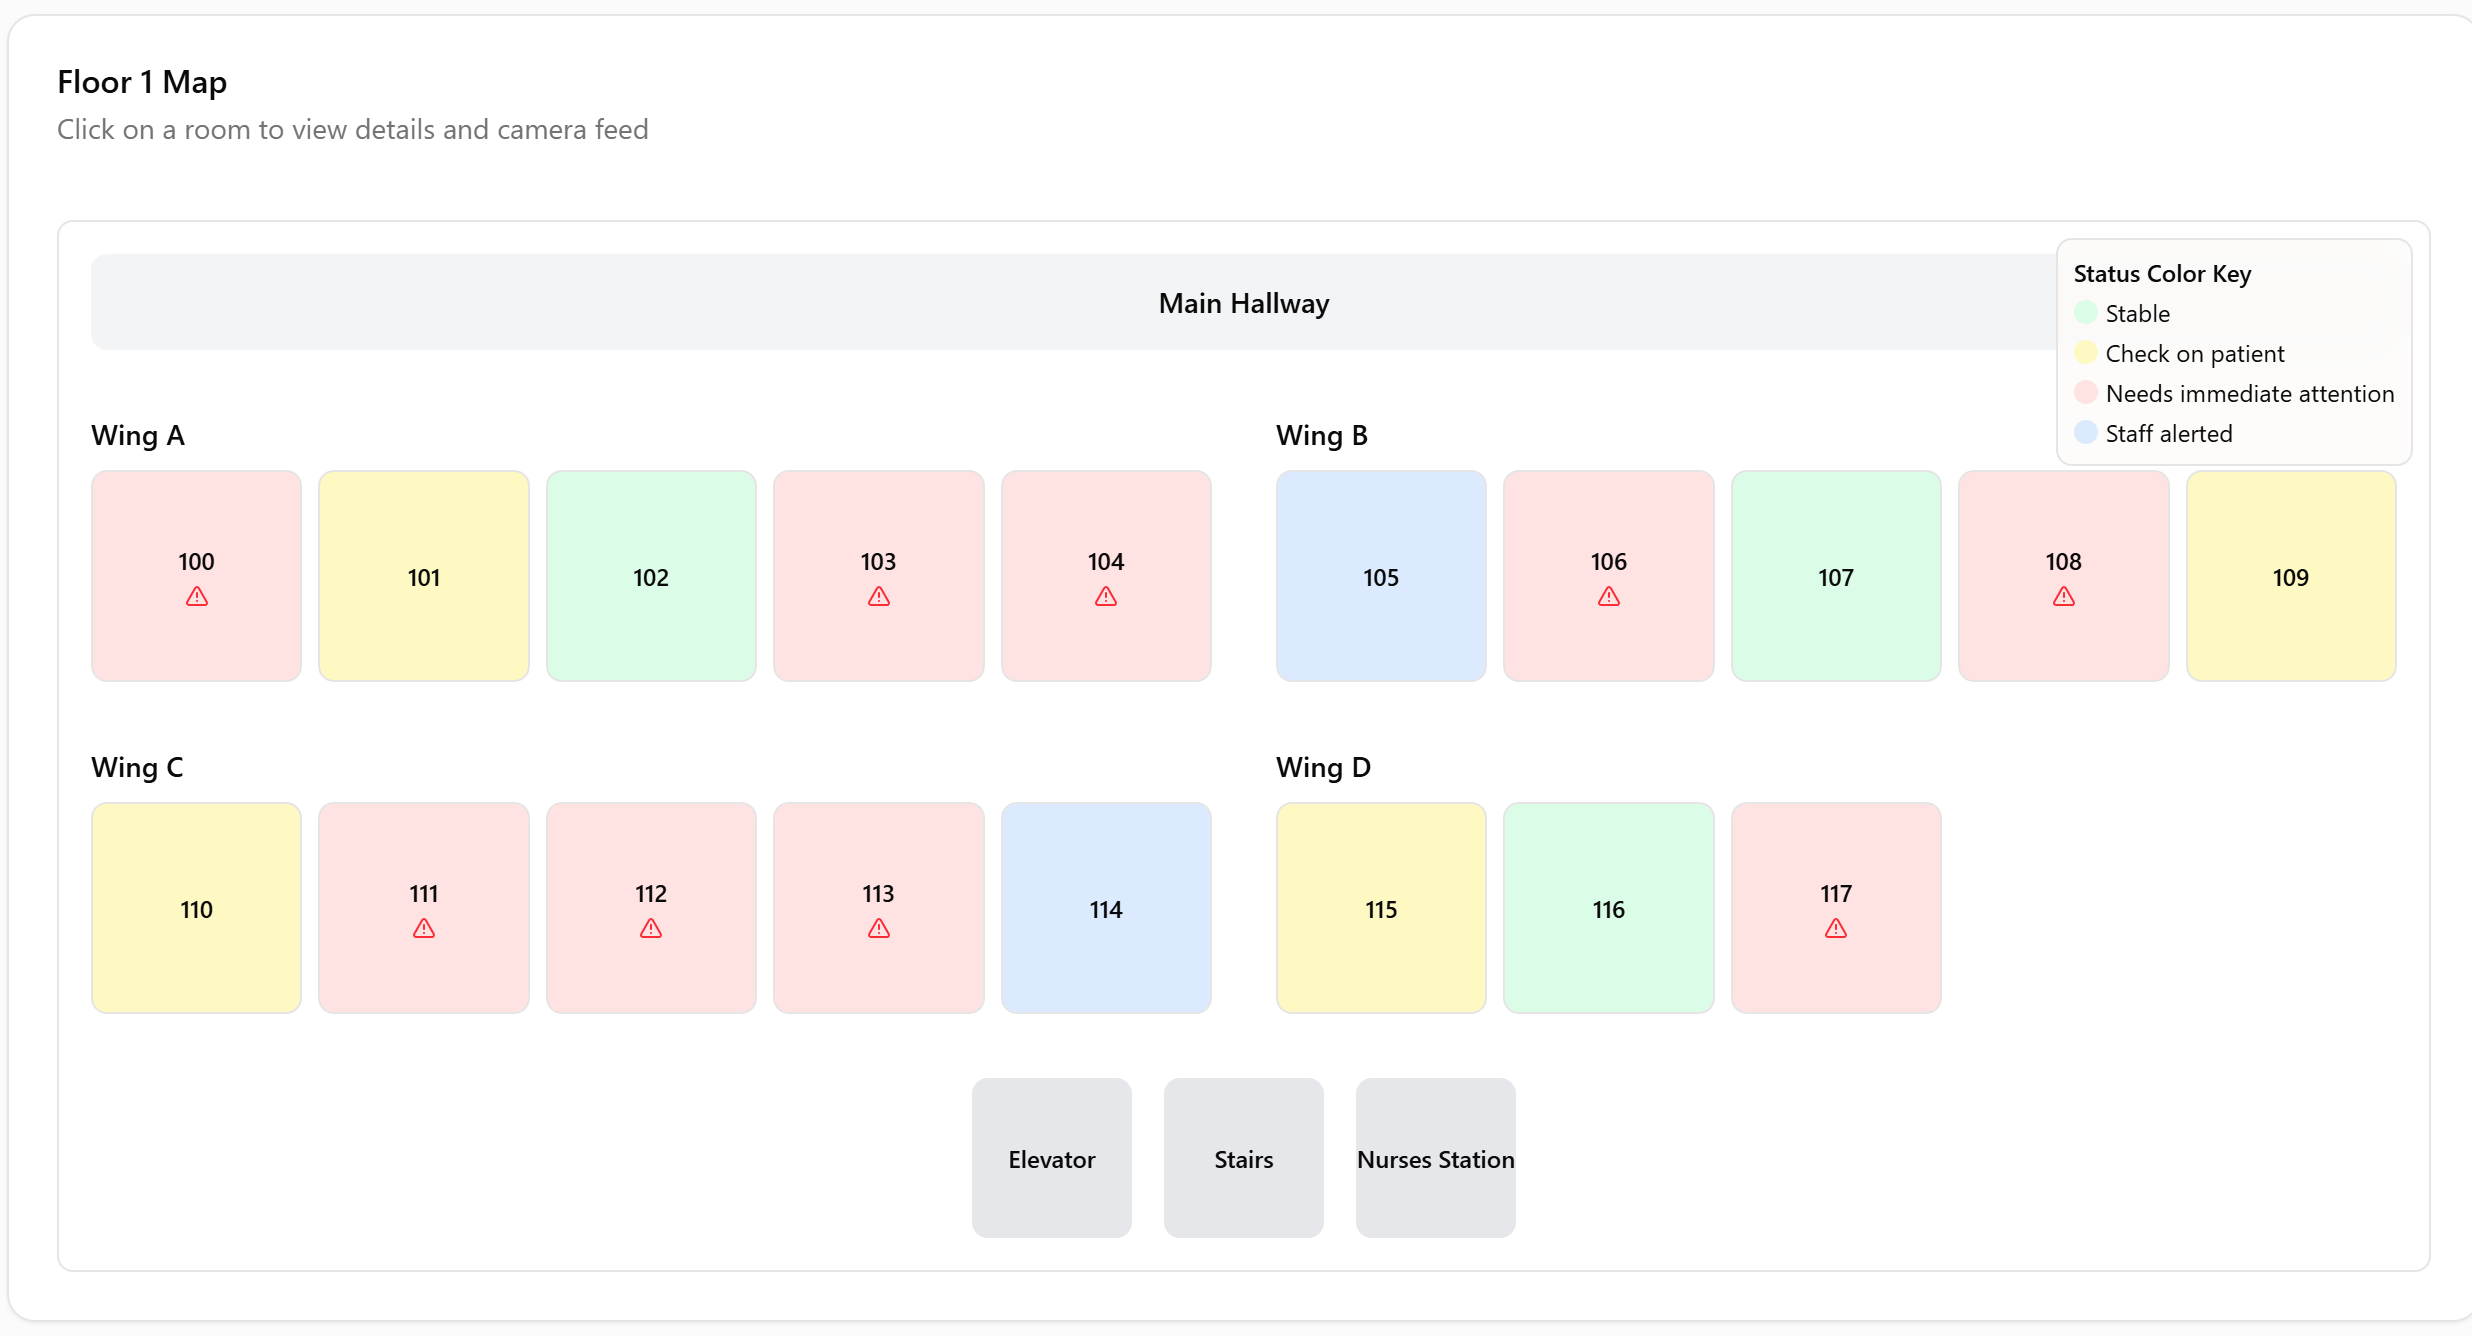 Floor 1 Map
Click on a room to view details and camera feed
Main Hallway
Status Color Key
Stable
Check on patient
Needs immediate attention
Staff alerted
Wing A
100
101
102
103
104
Wing B
105
106
107
108
109
Wing C
110
111
112
113
114
Wing D
115
116
117
Elevator
Stairs
Nurses Station